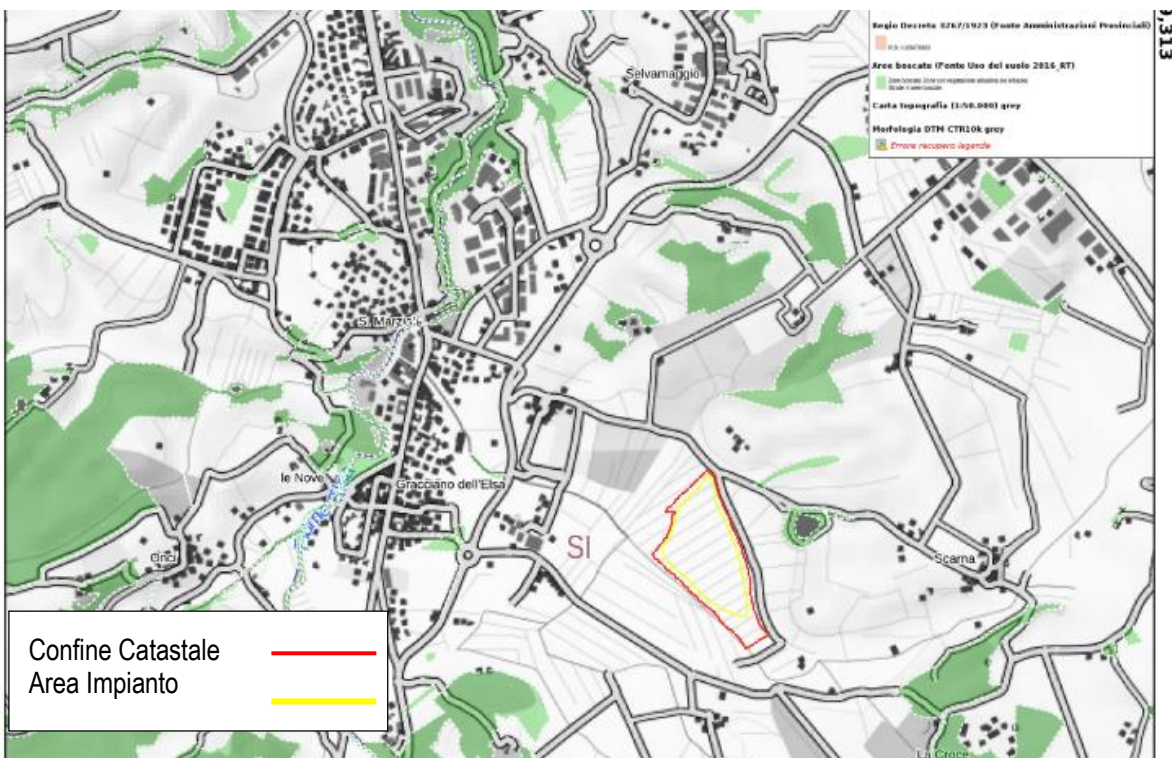 Regio Decreto 3267/1923 (Fonte Amministrazioni Provinciali)
Aree boscate (Fonte Uso del suolo 2016_RT)
Carta topografia (1:50.000) grey
Morfologia DTM CTR10k grey
Errore recupero legenda
,313
Selvamaggio
S. Marziale
le Nove
Gracciano dell'Elsa
SI
Onci
Scarna
La Croce
Confine Catastale
Area Impianto